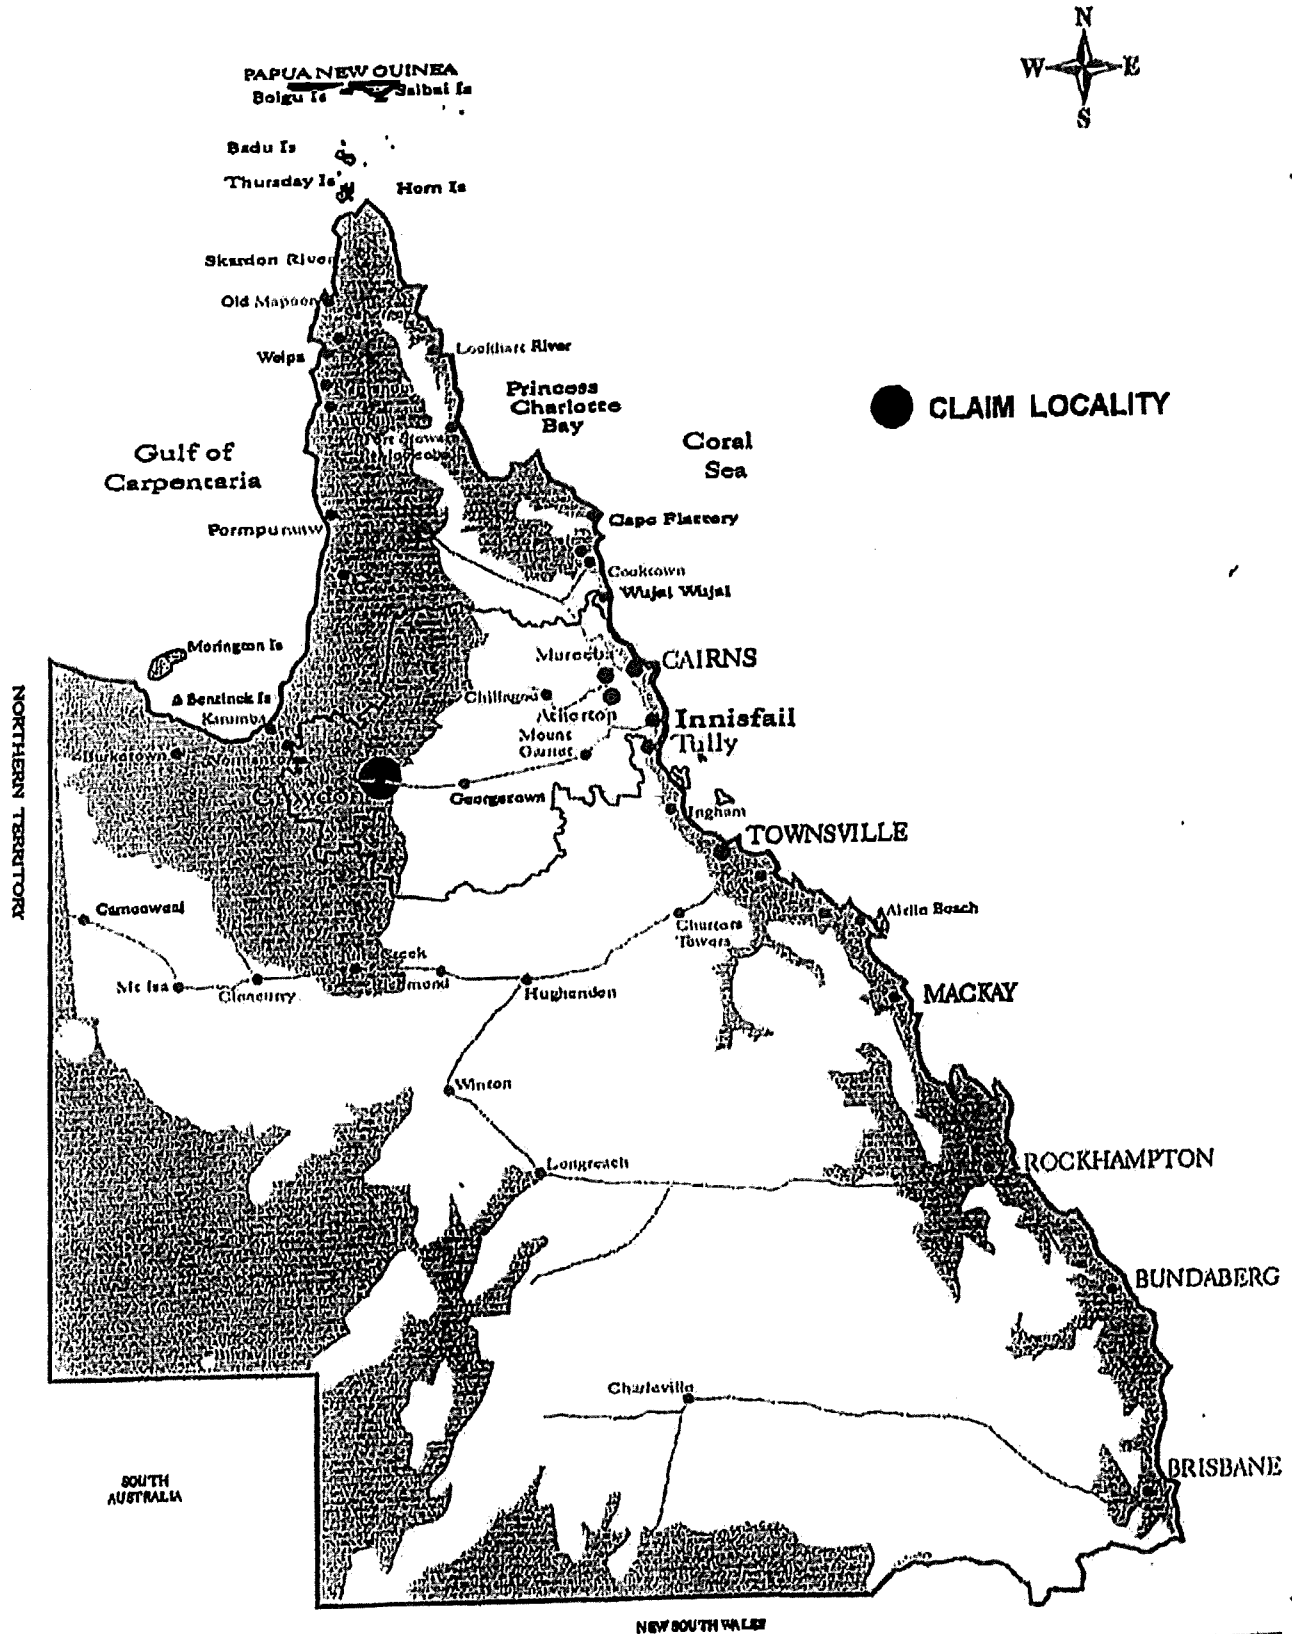 N
W E
S
PAPUA NEW GUINEA
Boigu Is
Saibai Is
Badu Is
Thursday Is
Horn Is
Skardon River
Old Mapoon
Weipa
Lockhart River
Princess
Charlotte
Bay
CLAIM LOCALITY
Coral
Sea
Gulf of
Carpentaria
Pormpuraaw
Cape Flattery
Cooktown
Wujal Wujal
Mornington Is
Mareeba
CAIRNS
Bentinck Is
Karumba
Chillagoe
Atherton
Innisfail
Mount
Garnet
Tully
Burketown
Normanton
Croydon
Georgetown
Ingham
TOWNSVILLE
NORTHERN TERRITORY
Camooweal
Charters
Towers
Airlie Beach
Creek
Mt Isa
Cloncurry
Hughenden
MACKAY
Winton
Longreach
ROCKHAMPTON
BUNDABERG
Charleville
BRISBANE
SOUTH
AUSTRALIA
NEW SOUTH WALES